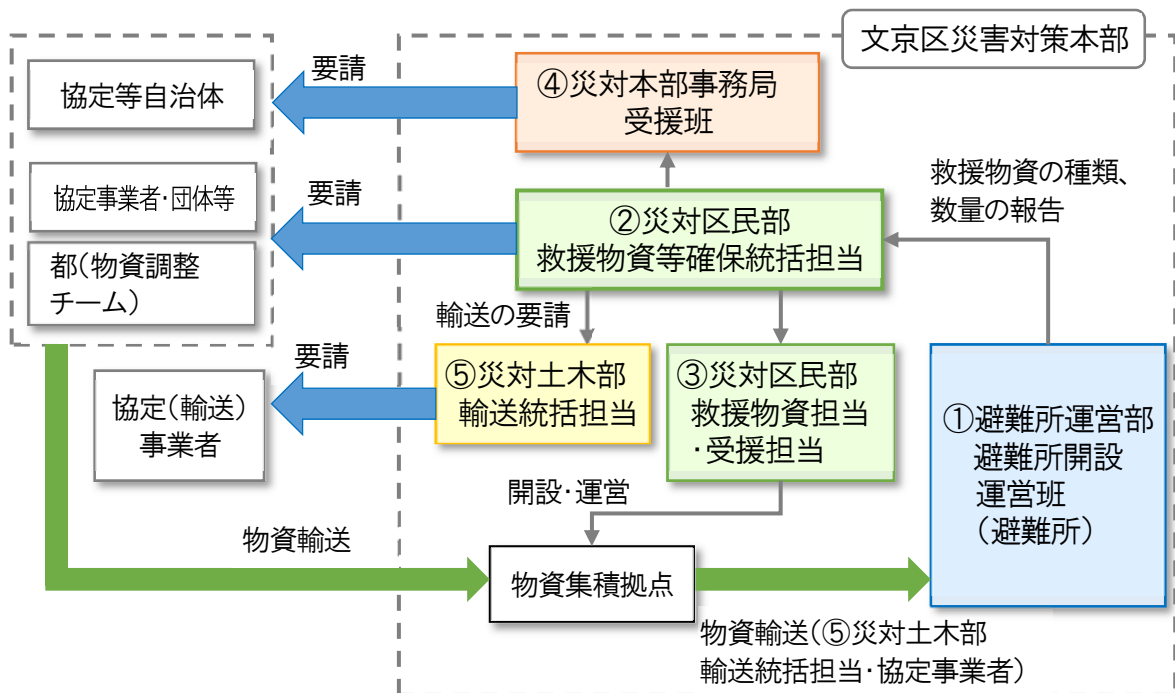 文京区災害対策本部
協定等自治体
要請
④災対本部事務局
受援班
協定事業者・団体等
要請
②災対区民部
救援物資等確保統括担当
救援物資の種類、
数量の報告
都(物資調整
チーム)
輸送の要請
要請
⑤災対土木部
輸送統括担当
③災対区民部
救援物資担当
・受援担当
①避難所運営部
避難所開設
運営班
(避難所)
協定(輸送)
事業者
開設・運営
物資輸送
物資集積拠点
物資輸送(⑤災対土木部
輸送統括担当・協定事業者)